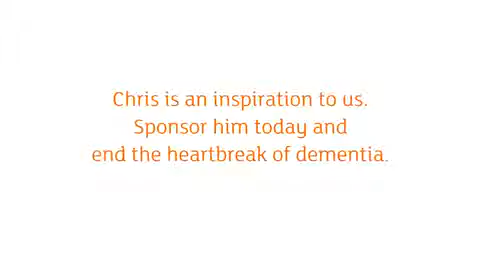 Chris is an inspiration to us.
Sponsor him today and
end the heartbreak of dementia.